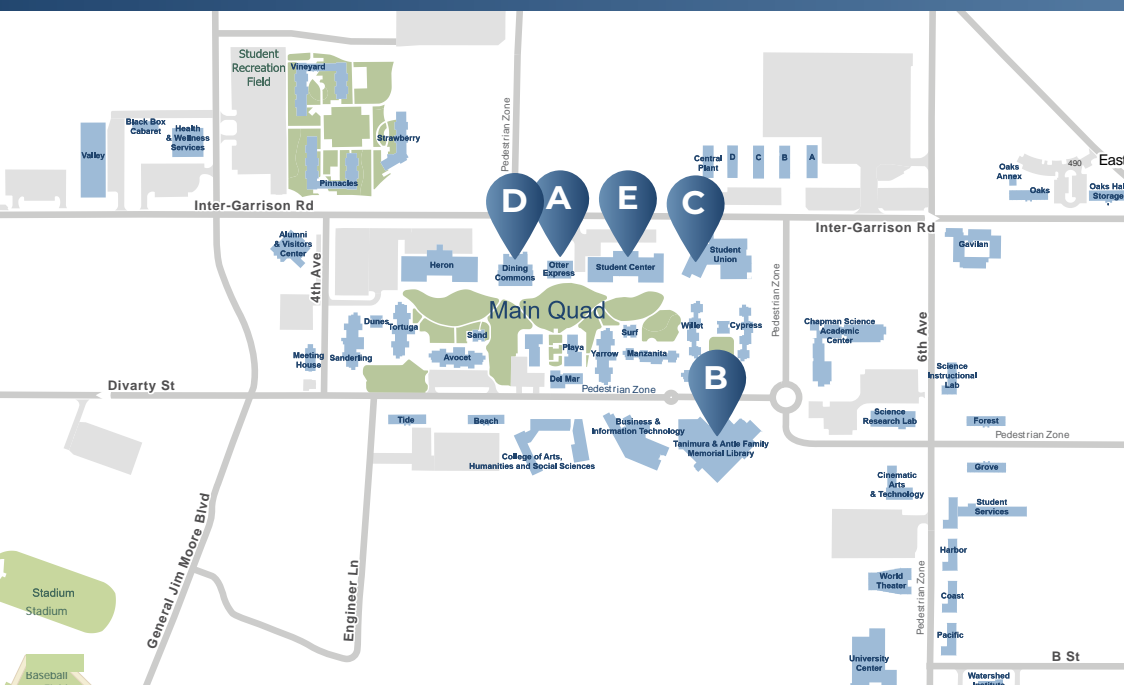 Student
Recreation
Field
Vineyard
Strawberry
Pinnacles
Pedestrian Zone
Black Box
Cabaret
Health
& Wellness
Services
Valley
Central
Plant
D
C
B
A
490
East
Oaks
Annex
Oaks
Oaks Hal
Storage
Inter-Garrison Rd
Inter-Garrison Rd
D
A
E
C
Alumni
& Visitors
Center
4th Ave
Heron
Dining
Commons
Otter
Express
Student Center
Student
Union
Gavilan
Pedestrian Zone
Main Quad
Dunes
Tortuga
Sand
Surf
Willet
Cypress
Chapman Science
Academic
Center
6th Ave
Meeting
House
Sanderling
Avocet
Playa
Yarrow
Manzanita
Del Mar
B
Science
Instructional
Lab
Divarty St
Pedestrian Zone
Tide
Beach
Business &
Information Technology
Science
Research Lab
Forest
Pedestrian Zone
Tanimura & Antle Family
Memorial Library
College of Arts,
Humanities and Social Sciences
Grove
Cinematic
Arts
& Technology
Student
Services
General Jim Moore Blvd
Engineer Ln
Harbor
World
Theater
Coast
Pedestrian Zone
Stadium
Stadium
Pacific
B St
University
Center
Baseball
Watershed
Institute